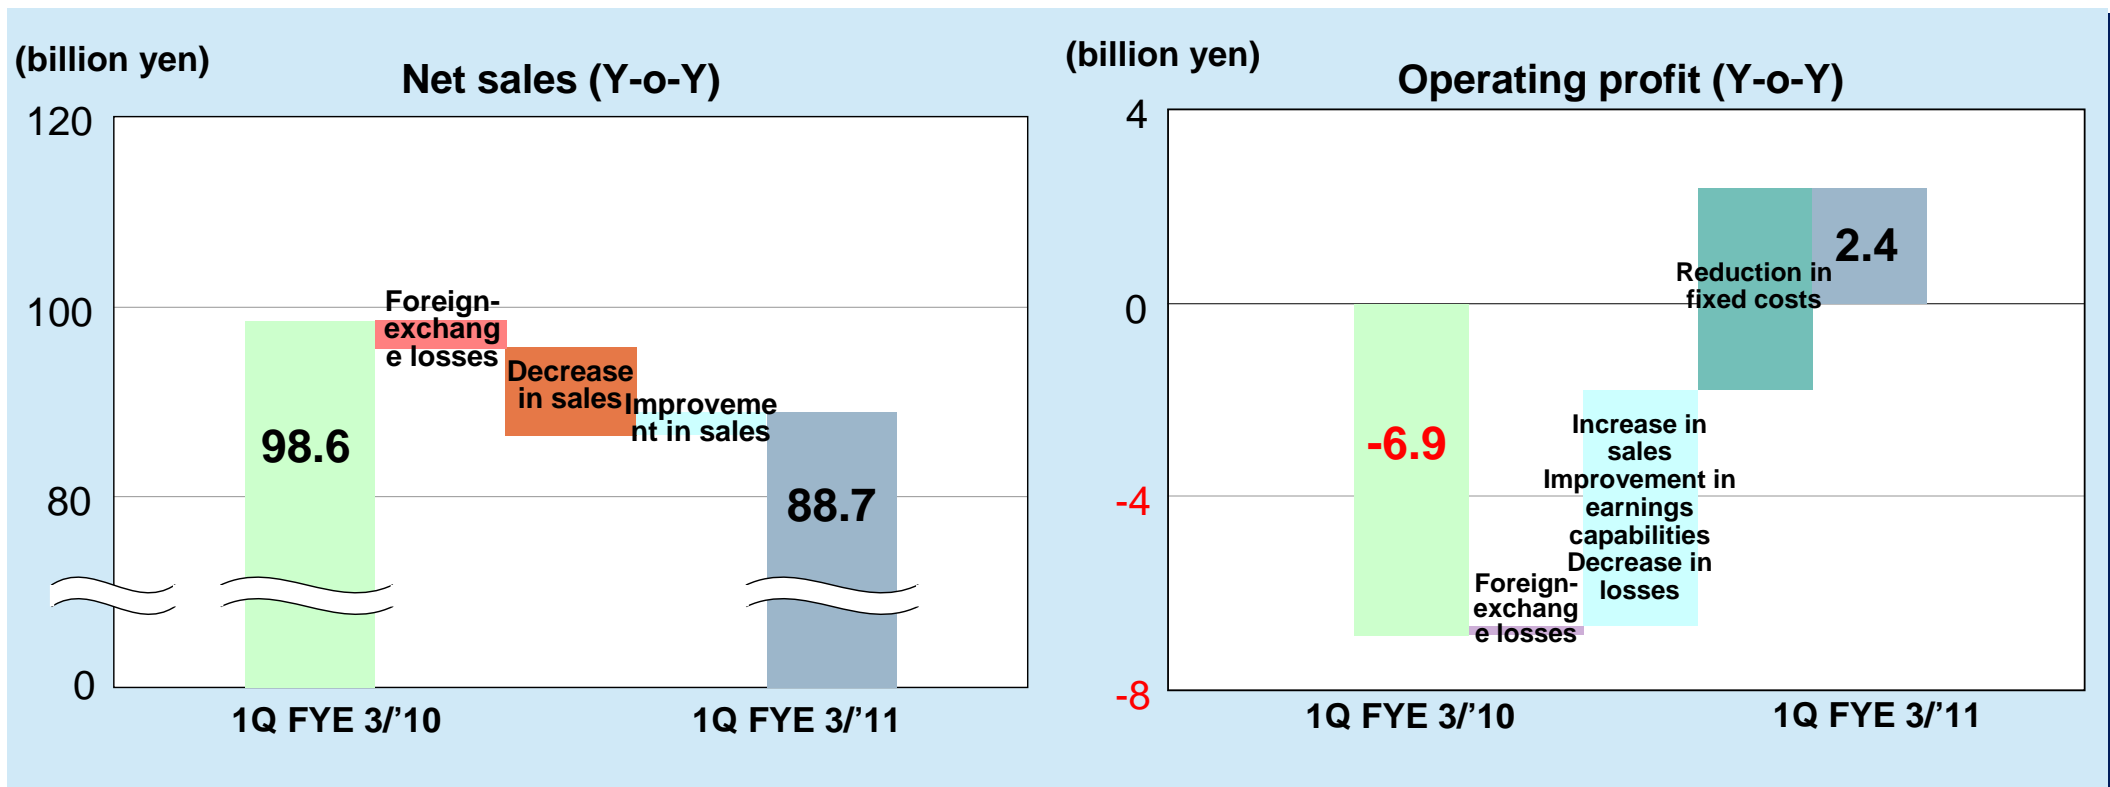 (billion yen)
Net sales (Y-o-Y)
120
100
80
0
Foreign-
exchang
e losses
Decrease
in sales
Improveme
nt in sales
98.6
88.7
1Q FYE 3/’10
1Q FYE 3/’11
(billion yen)
Operating profit (Y-o-Y)
4
0
-4
-8
-6.9
Foreign-
exchang
e losses
Increase in
sales
Improvement in
earnings
capabilities
Decrease in
losses
Reduction in
fixed costs
2.4
1Q FYE 3/’10
1Q FYE 3/’11